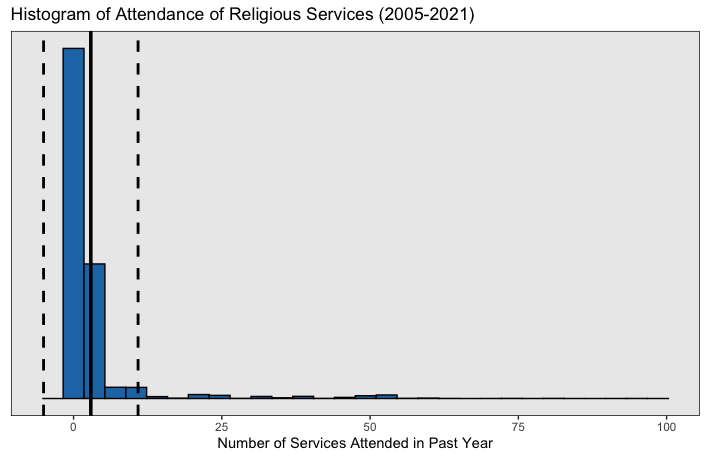 Histogram of Attendance of Religious Services (2005-2021)
0 25 50 75 100
Number of Services Attended in Past Year